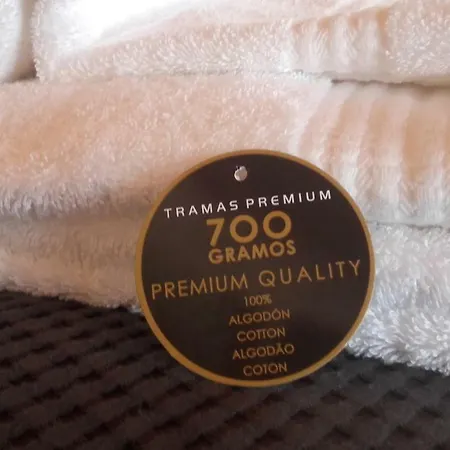 TRAMAS PREMIUM
700
GRAMOS
PREMIUM QUALITY
100%
ALGODÓN
COTTON
ALGODÃO
COTON